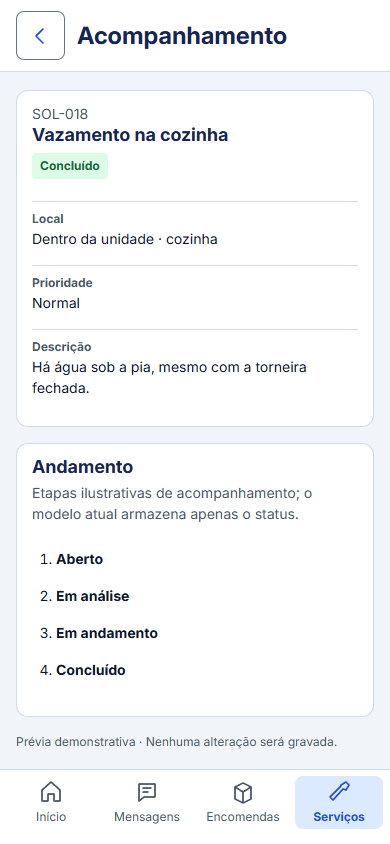 Acompanhamento
SOL-018
Vazamento na cozinha
Concluído
Local
Dentro da unidade · cozinha
Prioridade
Normal
Descrição
Há água sob a pia, mesmo com a torneira
fechada.
Andamento
Etapas ilustrativas de acompanhamento; o
modelo atual armazena apenas o status.
1. Aberto
2. Em análise
3. Em andamento
4. Concluído
Prévia demonstrativa · Nenhuma alteração será gravada.
Início
Mensagens
Encomendas
Serviços